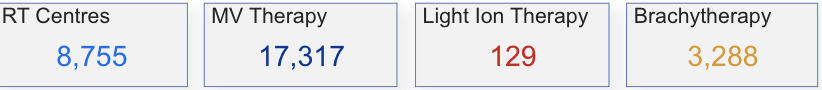 RT Centres
8,755
MV Therapy
17,317
Light Ion Therapy
129
Brachytherapy
3,288